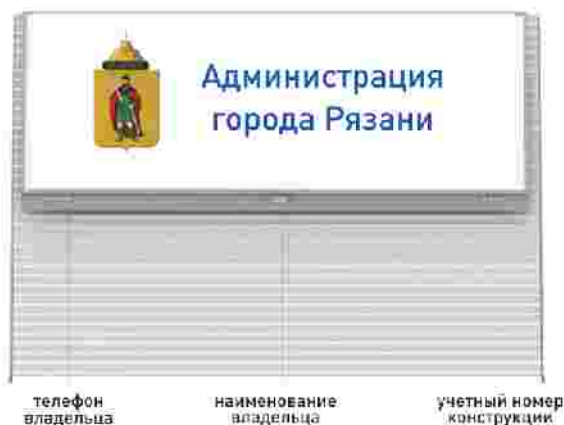 Администрация
города Рязани
телефон
владельца
наименование
владельца
учетный номер
конструкции